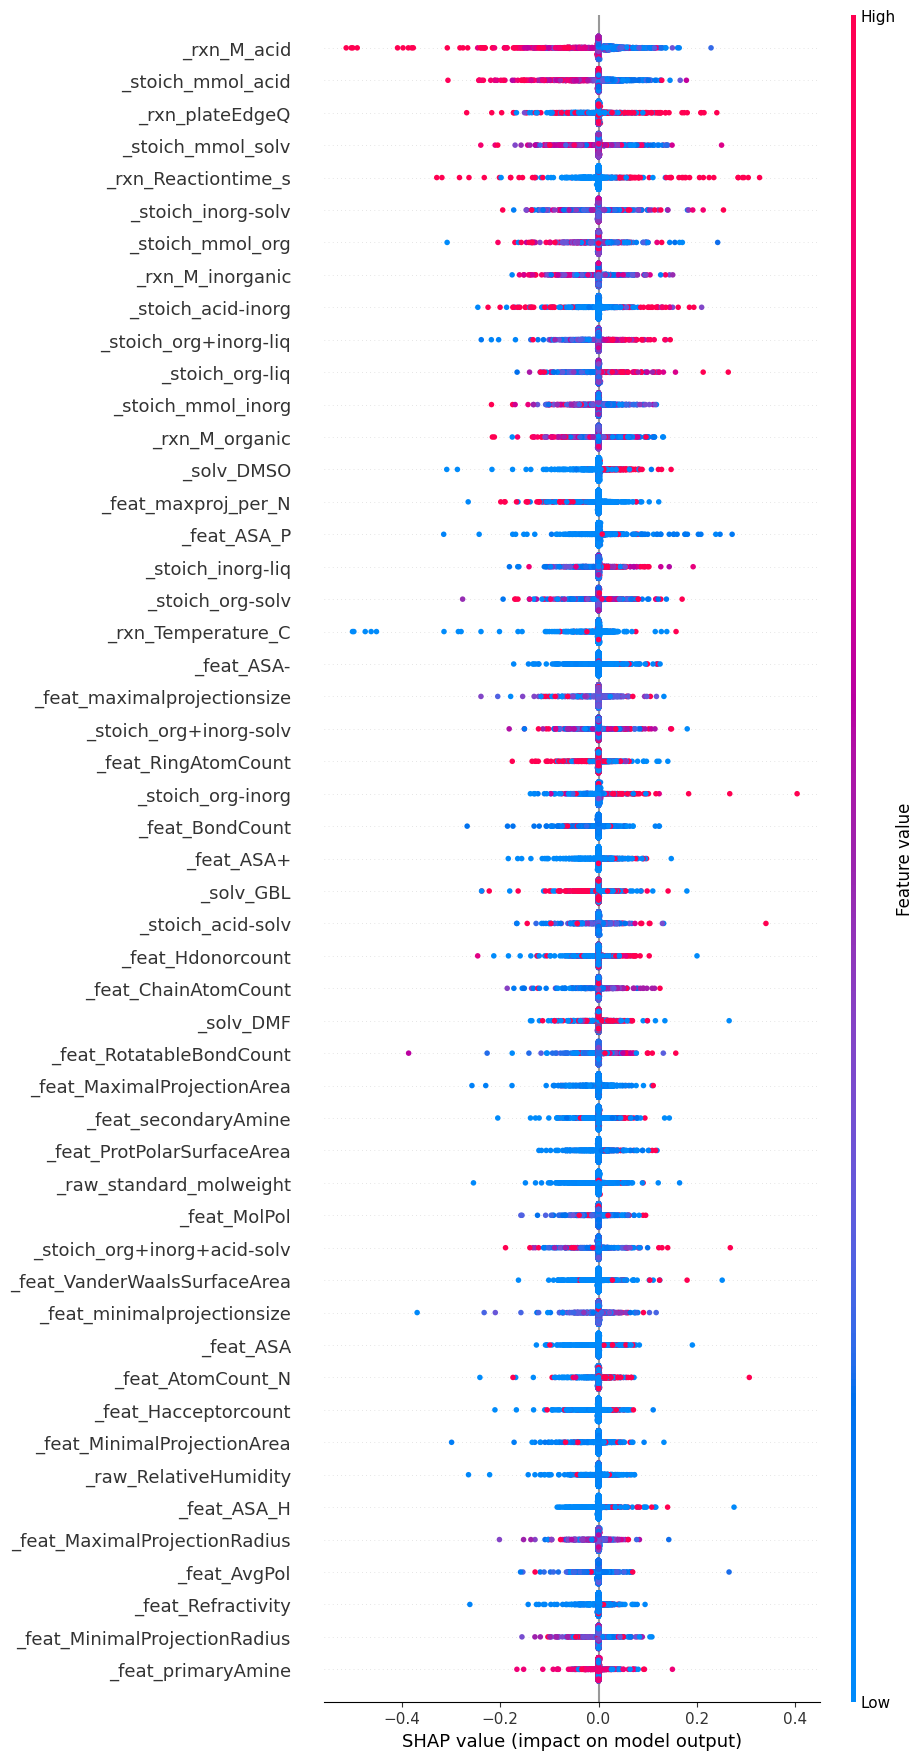 High
_rxn_M_acid
_stoich_mmol_acid
_rxn_plateEdgeQ
_stoich_mmol_solv
_rxn_Reactiontime_s
_stoich_inorg-solv
_stoich_mmol_org
_rxn_M_inorganic
_stoich_acid-inorg
_stoich_org+inorg-liq
_stoich_org-liq
_stoich_mmol_inorg
_rxn_M_organic
_solv_DMSO
_feat_maxproj_per_N
_feat_ASA_P
_stoich_inorg-liq
_stoich_org-solv
_rxn_Temperature_C
_feat_ASA-
_feat_maximalprojectionsize
_stoich_org+inorg-solv
_feat_RingAtomCount
_stoich_org-inorg
_feat_BondCount
_feat_ASA+
_solv_GBL
_stoich_acid-solv
_feat_Hdonorcount
_feat_ChainAtomCount
_solv_DMF
_feat_RotatableBondCount
_feat_MaximalProjectionArea
_feat_secondaryAmine
_feat_ProtPolarSurfaceArea
_raw_standard_molweight
_feat_MolPol
_stoich_org+inorg+acid-solv
_feat_VanderWaalsSurfaceArea
_feat_minimalprojectionsize
_feat_ASA
_feat_AtomCount_N
_feat_Hacceptorcount
_feat_MinimalProjectionArea
_raw_RelativeHumidity
_feat_ASA_H
_feat_MaximalProjectionRadius
_feat_AvgPol
_feat_Refractivity
_feat_MinimalProjectionRadius
_feat_primaryAmine
Feature value
Low
−0.4 −0.2 0.0 0.2 0.4
SHAP value (impact on model output)